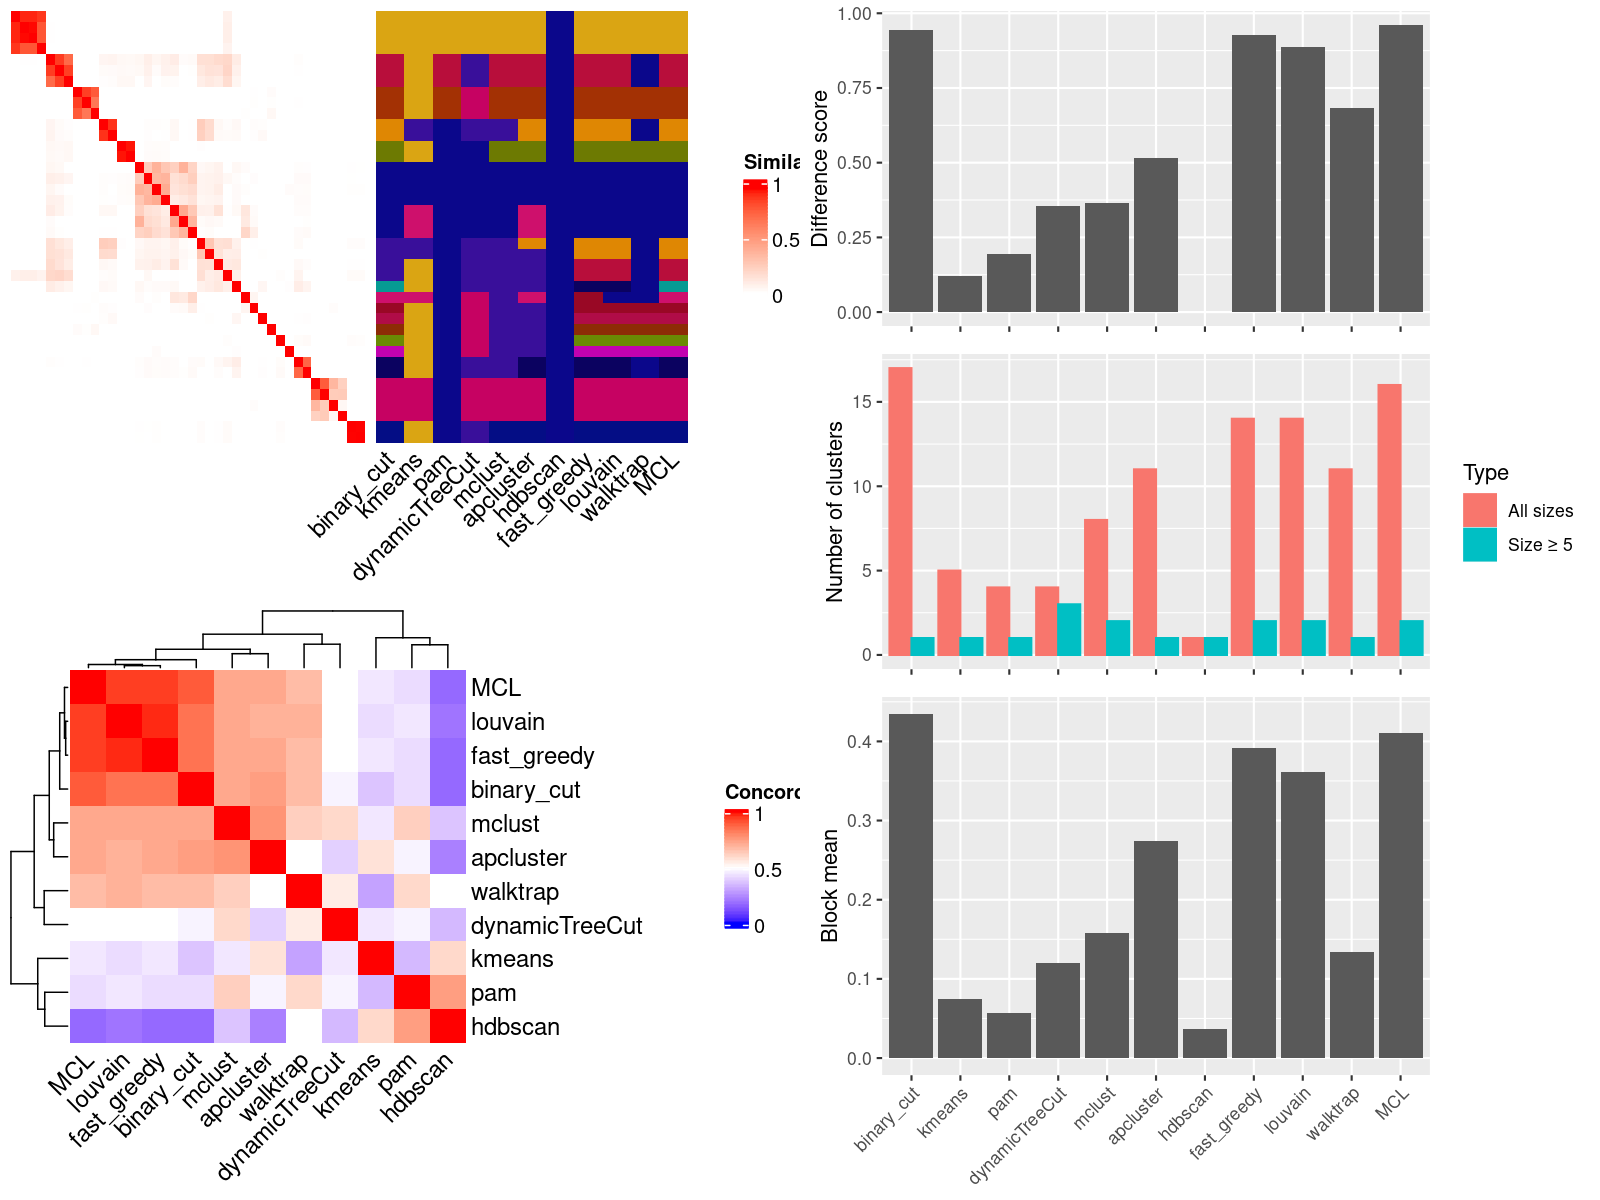 Simila
1
0.5
0
binary_cut
kmeans
pam
dynamicTreeCut
mclust
apcluster
hdbscan
fast_greedy
louvain
walktrap
MCL
MCL
louvain
fast_greedy
binary_cut
mclust
apcluster
walktrap
dynamicTreeCut
kmeans
pam
hdbscan
MCL
louvain
fast_greedy
binary_cut
mclust
apcluster
walktrap
dynamicTreeCut
kmeans
pam
hdbscan
Concord
1
0.5
0
Difference score
1.00
0.75
0.50
0.25
0.00
Number of clusters
15
10
5
0
Type
All sizes
Size ≥ 5
Block mean
0.4
0.3
0.2
0.1
0.0
binary_cut
kmeans
pam
dynamicTreeCut
mclust
apcluster
hdbscan
fast_greedy
louvain
walktrap
MCL